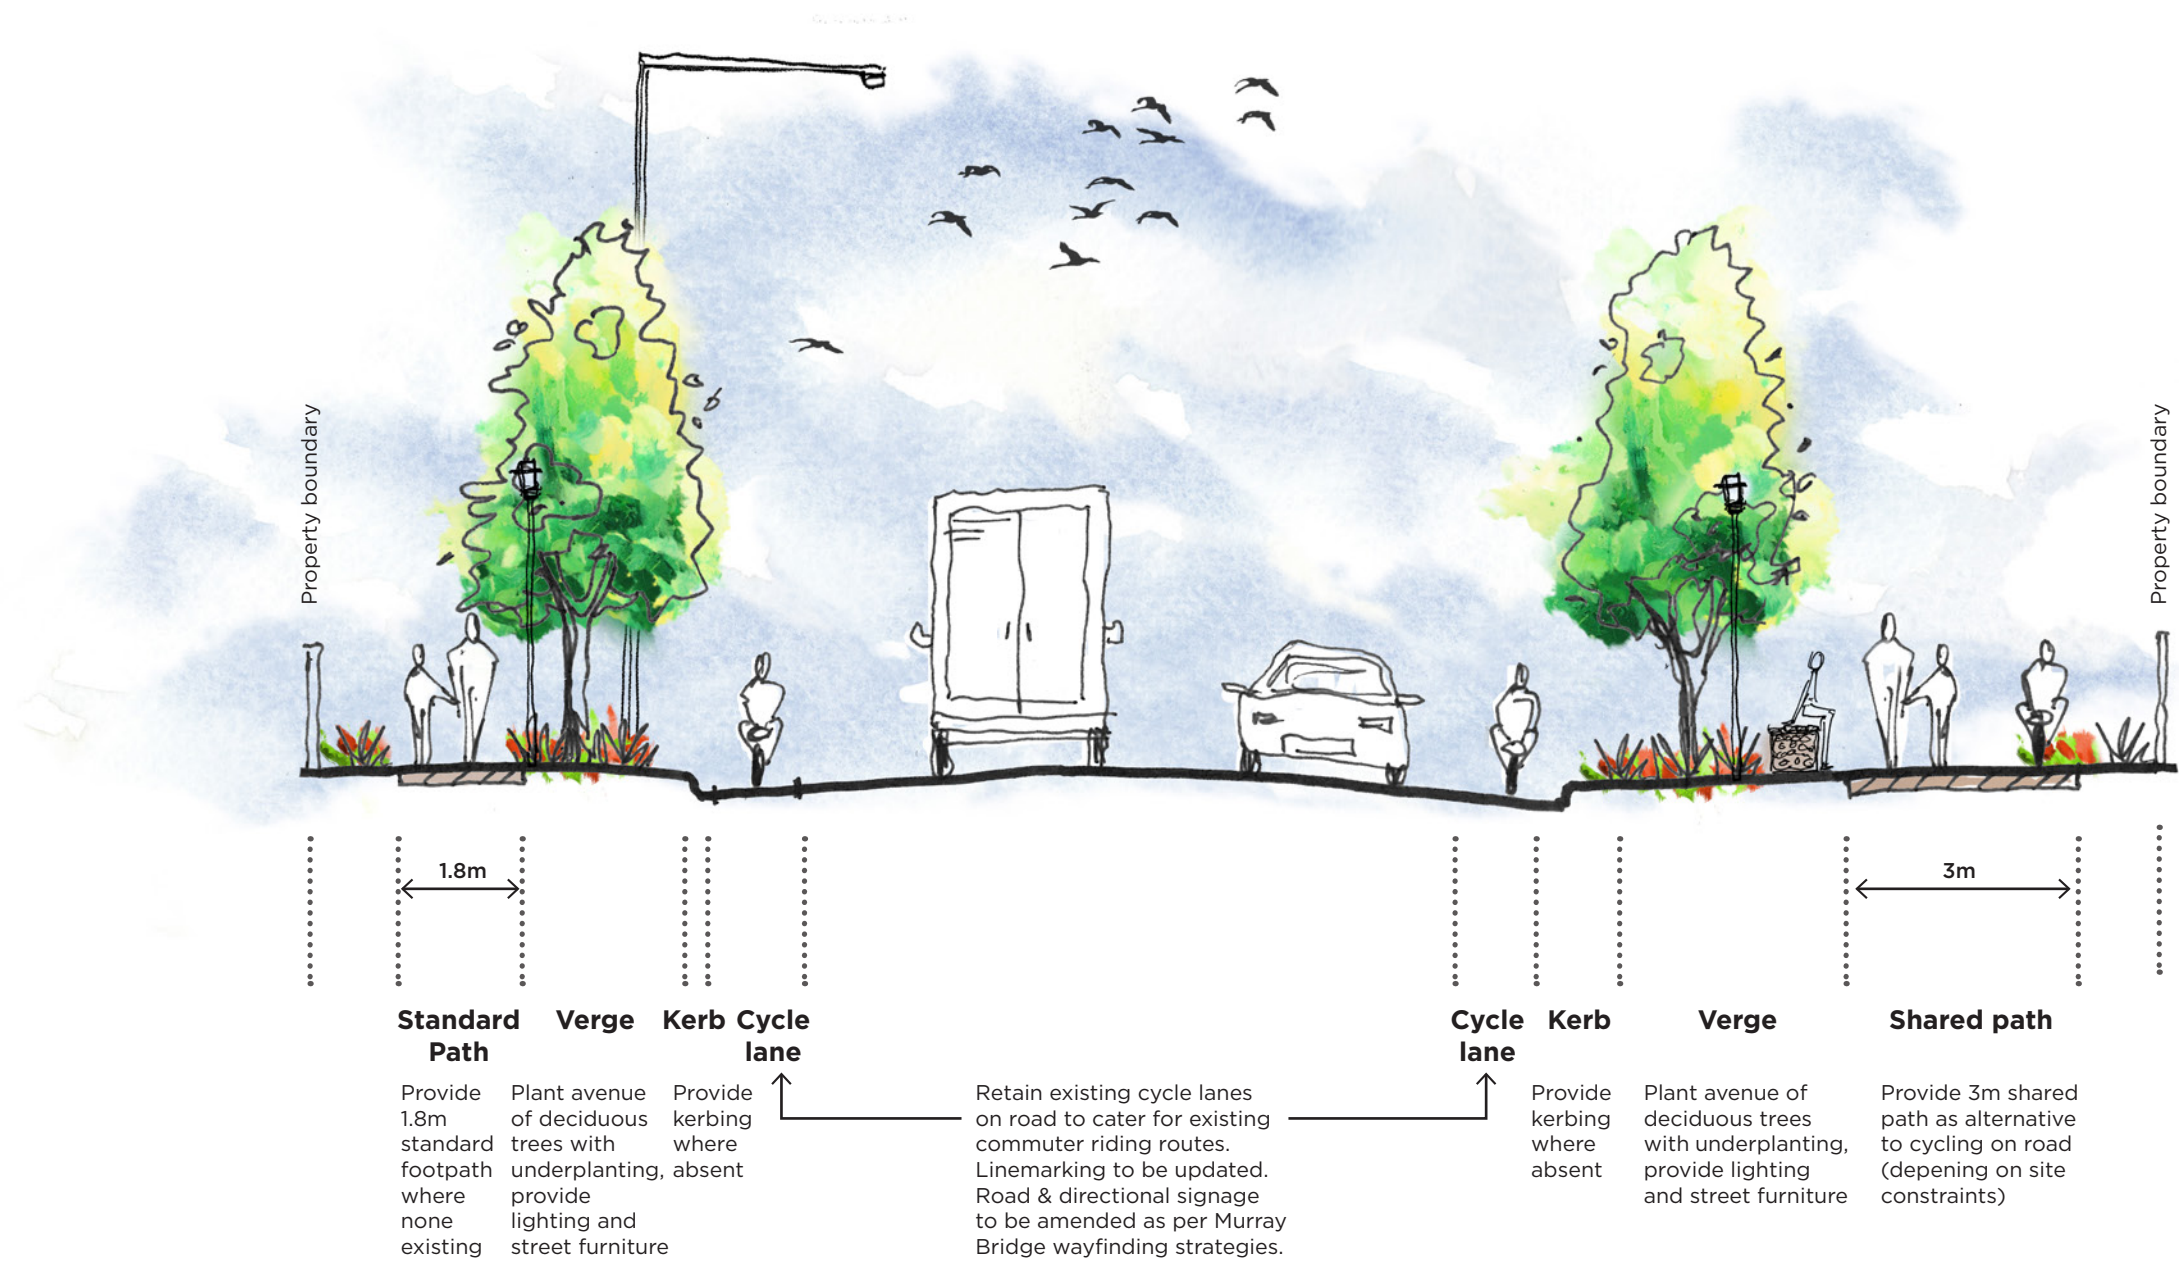 Property boundary
Property boundary
1.8m
3m
Standard
Path
Provide
1.8m
standard
footpath
where
none
existing
Verge
Plant avenue
of deciduous
trees with
underplanting,
provide
lighting and
street furniture
Kerb
Provide
kerbing
where
absent
Cycle
lane
Retain existing cycle lanes
on road to cater for existing
commuter riding routes.
Linemarking to be updated.
Road & directional signage
to be amended as per Murray
Bridge wayfinding strategies.
Cycle
lane
Kerb
Provide
kerbing
where
absent
Verge
Plant avenue of
deciduous trees
with underplanting,
provide lighting
and street furniture
Shared path
Provide 3m shared
path as alternative
to cycling on road
(depening on site
constraints)